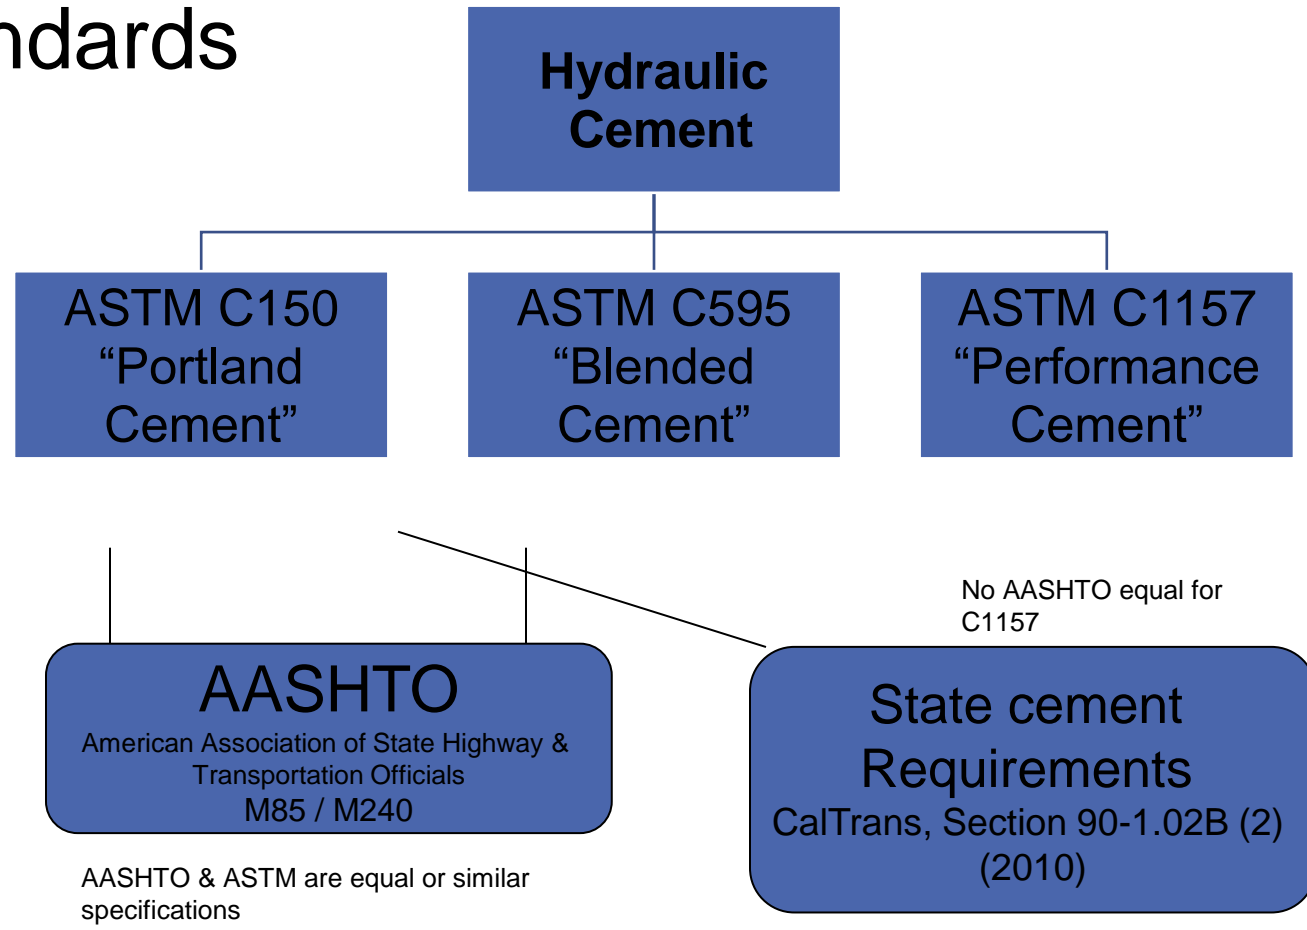 ndards
Hydraulic
Cement
ASTM C150
“Portland
Cement”
ASTM C595
“Blended
Cement”
ASTM C1157
“Performance
Cement”
No AASHTO equal for
C1157
AASHTO
American Association of State Highway &
Transportation Officials
M85 / M240
State cement
Requirements
CalTrans, Section 90-1.02B (2)
(2010)
AASHTO & ASTM are equal or similar
specifications